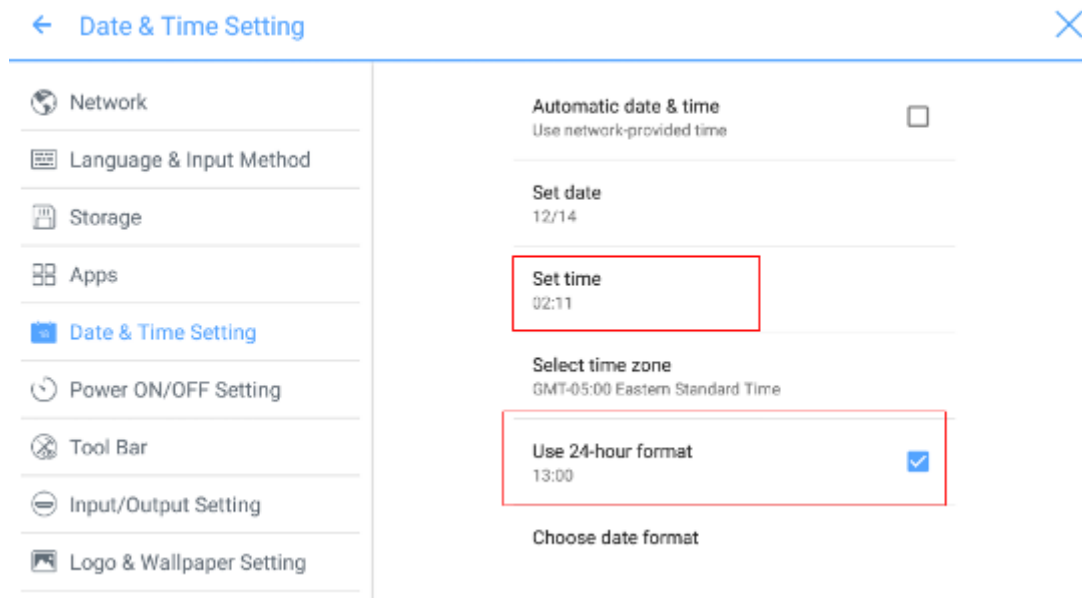 Date & Time Setting
Network
Language & Input Method
Storage
Apps
Date & Time Setting
Power ON/OFF Setting
Tool Bar
Input/Output Setting
Logo & Wallpaper Setting
Automatic date & time
Use network-provided time
Set date
12/14
Set time
02:11
Select time zone
GMT-05:00 Eastern Standard Time
Use 24-hour format
13:00
Choose date format